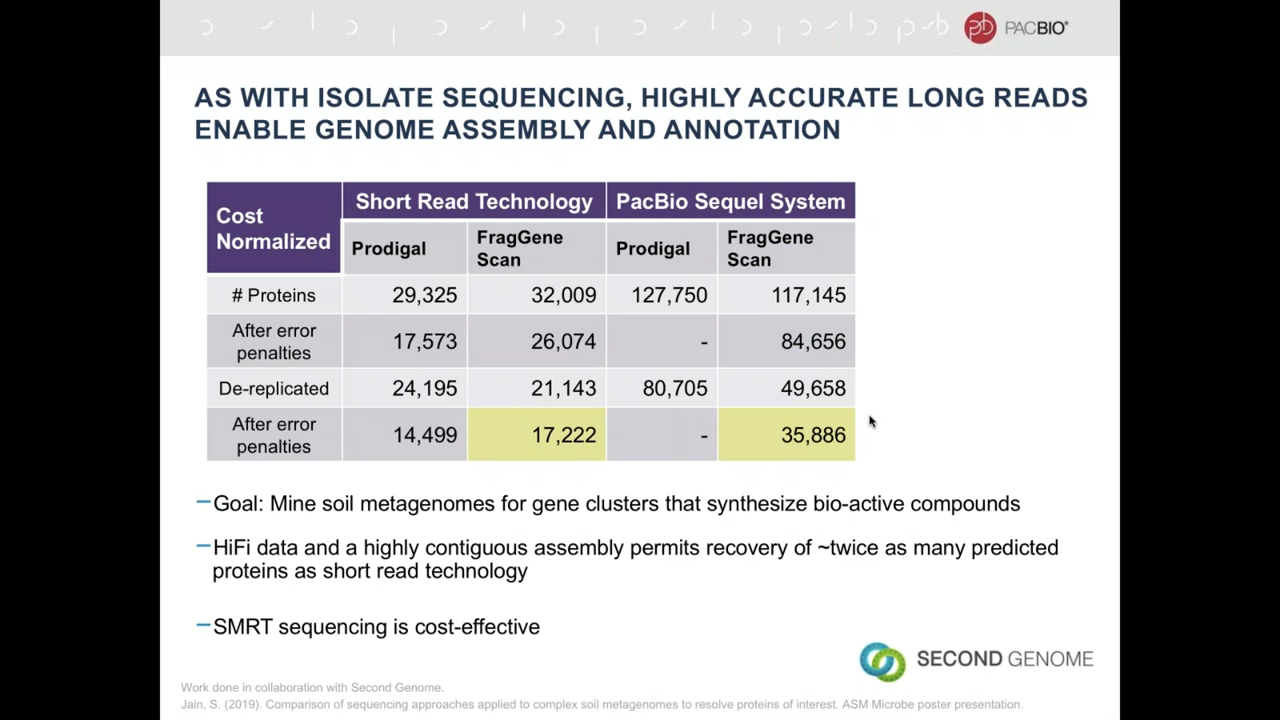 PACBIO®
AS WITH ISOLATE SEQUENCING, HIGHLY ACCURATE LONG READS
ENABLE GENOME ASSEMBLY AND ANNOTATION
Cost Normalized Short Read Technology PacBio Sequel System
Prodigal FragGene Scan Prodigal FragGene Scan
# Proteins 29,325 32,009 127,750 117,145
After error penalties 17,573 26,074 - 84,656
De-replicated 24,195 21,143 80,705 49,658
After error penalties 14,499 17,222 - 35,886
–Goal: Mine soil metagenomes for gene clusters that synthesize bio-active compounds
–HiFi data and a highly contiguous assembly permits recovery of ~twice as many predicted
proteins as short read technology
–SMRT sequencing is cost-effective
SECOND GENOME
Work done in collaboration with Second Genome.
Jain, S. (2019). Comparison of sequencing approaches applied to complex soil metagenomes to resolve proteins of interest. ASM Microbe poster presentation.